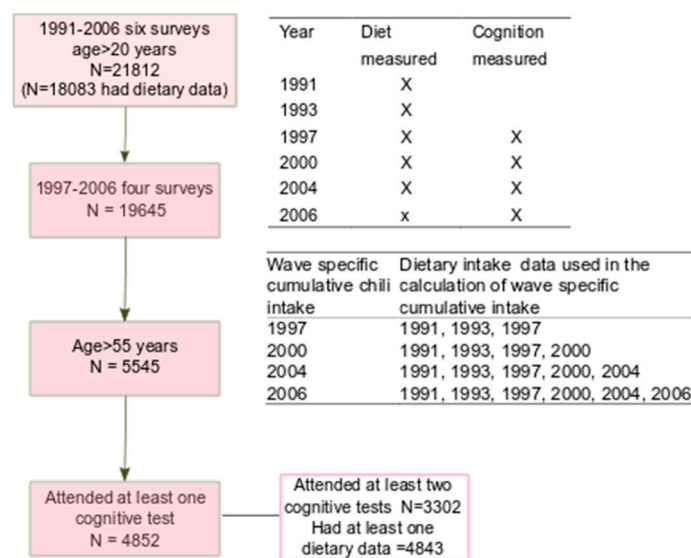 1991-2006 six surveys
age>20 years
N=21812
(N=18083 had dietary data)
1997-2006 four surveys
N = 19645
Age>55 years
N = 5545
Attended at least one
cognitive test
N = 4852
Attended at least two
cognitive tests N=3302
Had at least one
dietary data =4843
Year Diet Cognition
measured measured
1991 X
1993 X
1997 X X
2000 X X
2004 X X
2006 x X
Wave specific Dietary intake data used in the
cumulative chili calculation of wave specific
intake cumulative intake
1997 1991, 1993, 1997
2000 1991, 1993, 1997, 2000
2004 1991, 1993, 1997, 2000, 2004
2006 1991, 1993, 1997, 2000, 2004, 2006